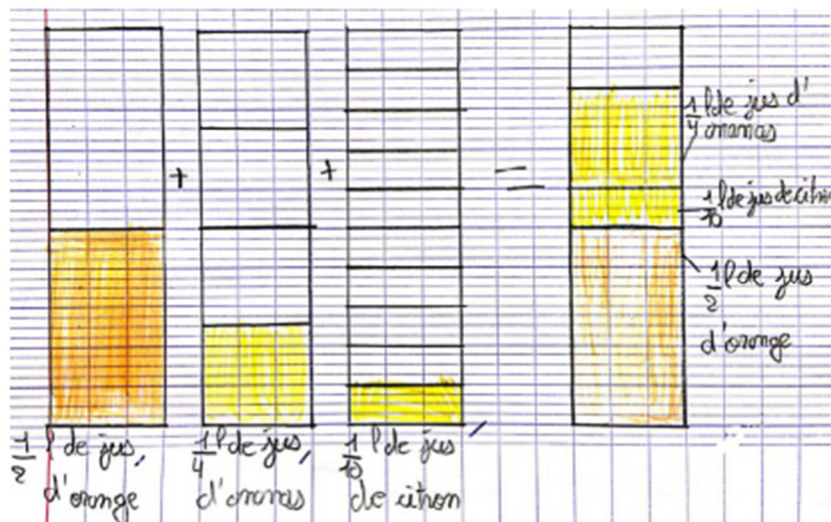 + + =
1/4 l de jus d'
ananas
1/10 l de jus de citron
1/2 l de jus
d'orange
1/2 l de jus,
d'orange
1/4 l de jus,
d'ananas
1/10 l de jus
de citron